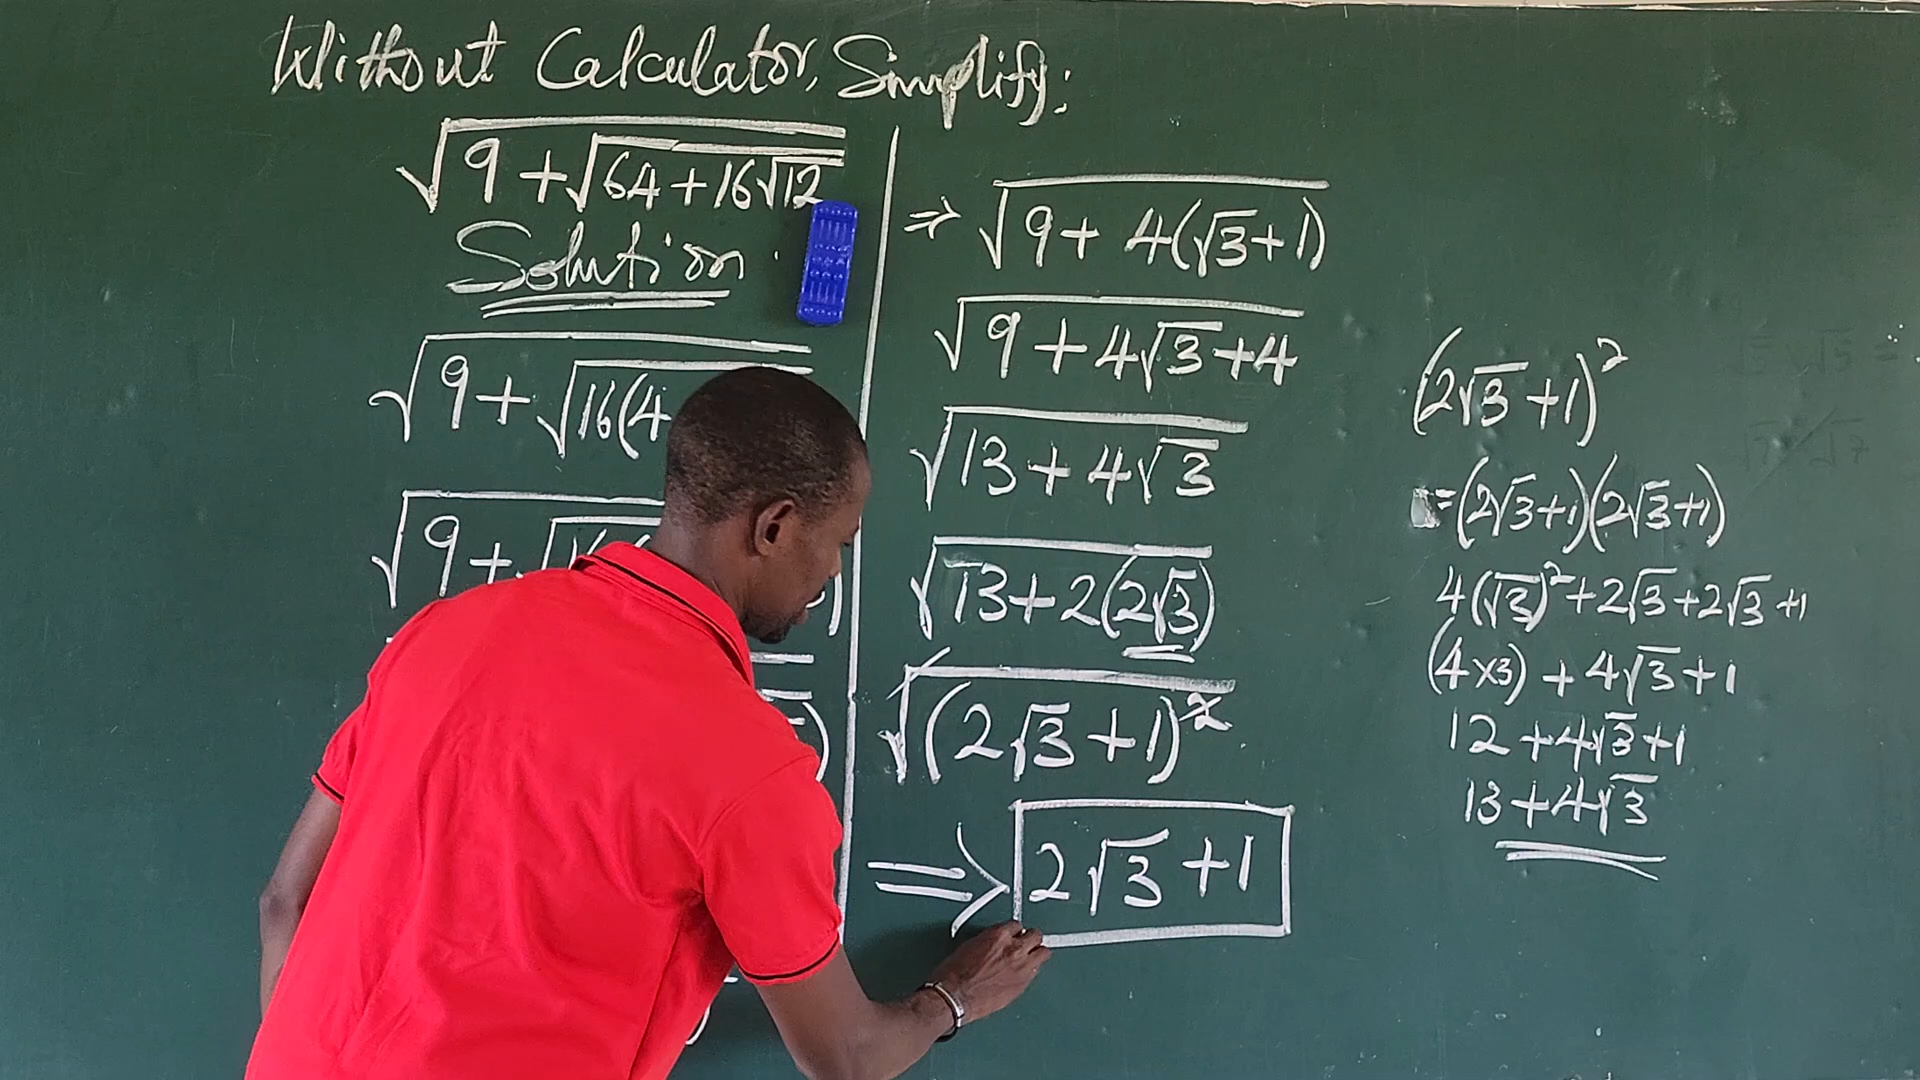 Without Calculator, Simplify:
√(9 + √(64 + 16√12
Solution.
√(9 + √(16(4
√(9 + √(16(
⇒ √(9 + 4(√3 + 1))
√(9 + 4√3 + 4)
√(13 + 4√3)
√(13 + 2(2√3))
√((2√3 + 1)²)
⇒ 2√3 + 1
(2√3 + 1)²
= (2√3 + 1)(2√3 + 1)
4(√3)² + 2√3 + 2√3 + 1
(4 × 3) + 4√3 + 1
12 + 4√3 + 1
13 + 4√3